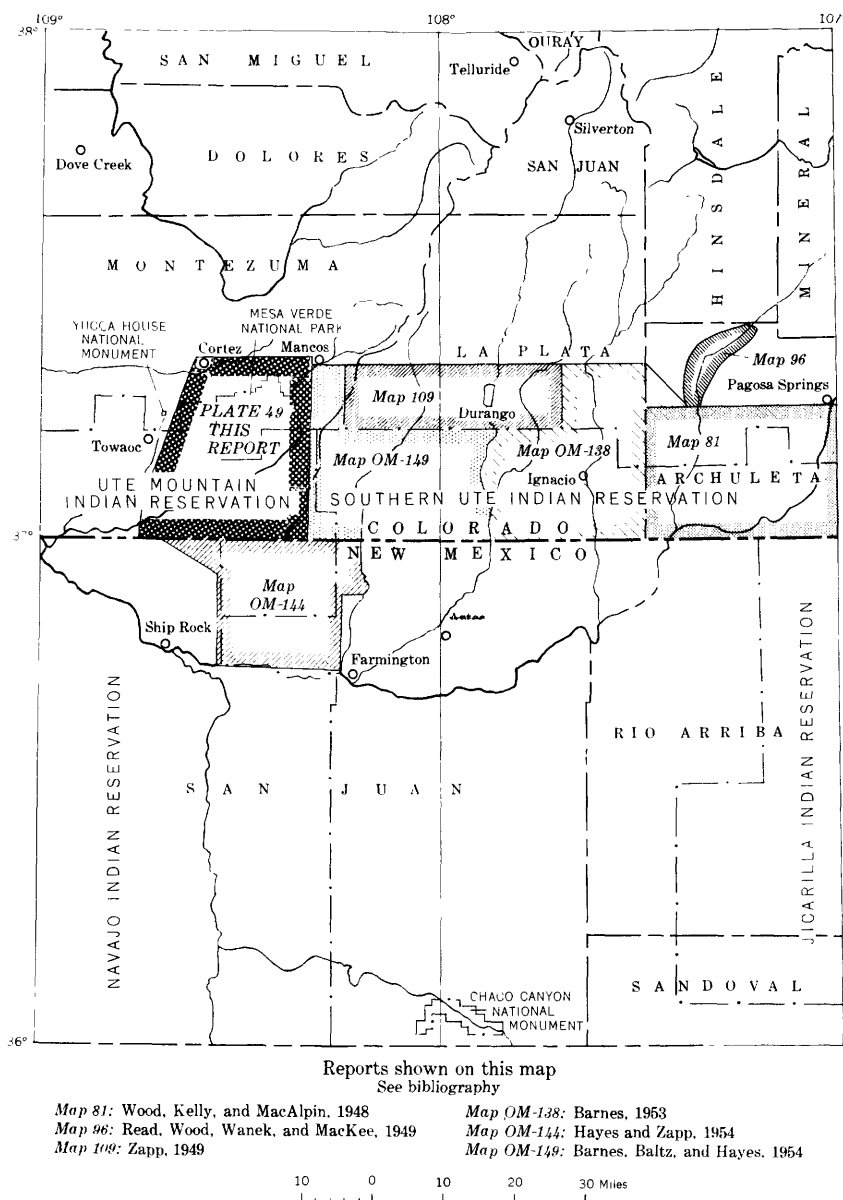 109°
108°
107
38°
OURAY
SAN MIGUEL
Telluride
HINSDALE
MINERAL
Silverton
Dove Creek
DOLORES
SAN JUAN
MONTEZUMA
YUCCA HOUSE
NATIONAL
MONUMENT
MESA VERDE
NATIONAL PARK
Cortez
Mancos
LA PLATA
Map 96
Pagosa Springs
PLATE 49
THIS
REPORT
Map 109
Durango
Towaoc
Map OM-149
Map OM-138
Map 81
Ignacio
ARCHULETA
UTE MOUNTAIN
INDIAN RESERVATION
SOUTHERN UTE INDIAN RESERVATION
37°
COLORADO
NEW MEXICO
Map
OM-144
Ship Rock
Farmington
NAVAJO INDIAN RESERVATION
RIO ARRIBA
JICARILLA INDIAN RESERVATION
SAN JUAN
SANDOVAL
CHACO CANYON
NATIONAL
MONUMENT
36°
Reports shown on this map
See bibliography
Map 81: Wood, Kelly, and MacAlpin, 1948
Map 96: Read, Wood, Wanek, and MacKee, 1949
Map 109: Zapp, 1949
Map OM-138: Barnes, 1953
Map OM-144: Hayes and Zapp, 1954
Map OM-149: Barnes, Baltz, and Hayes, 1954
10 0 10 20 30 Miles